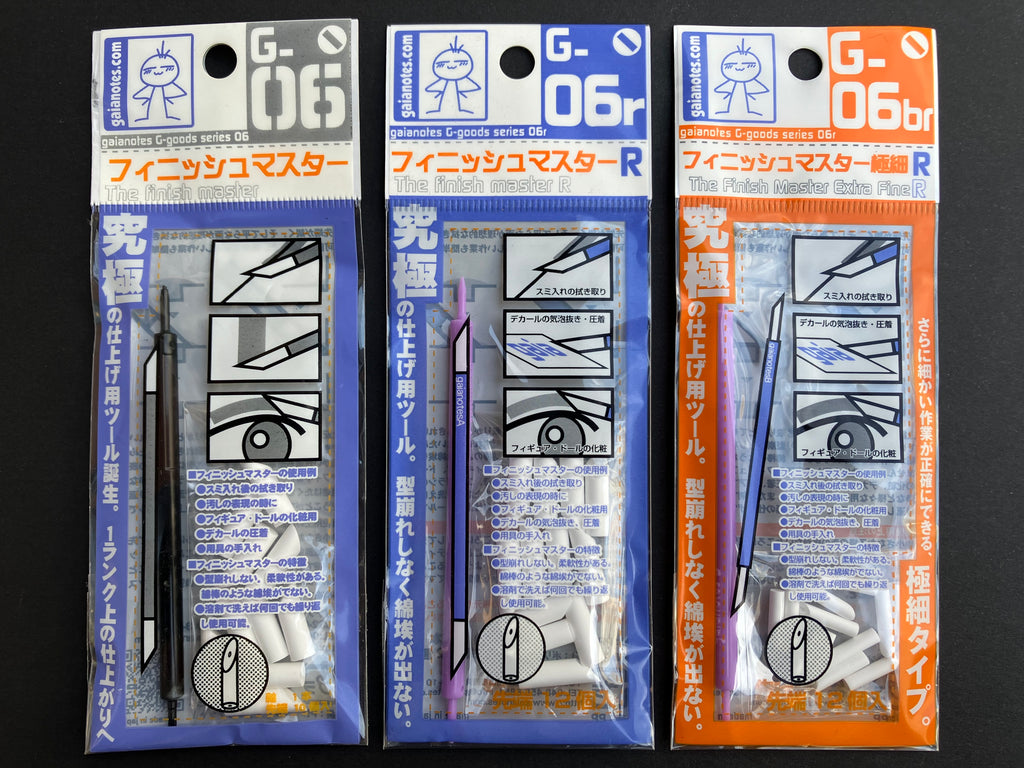 gaianotes.com
G-
06
gaianotes G-goods series 06
フィニッシュマスター
The finish master
究極の仕上げ用ツール誕生。1ランク上の仕上がりへ
■フィニッシュマスターの使用例
●スミ入れ後の拭き取り
●汚しの表現の時に
●フィギュア・ドールの化粧用
●デカールの圧着
●用具の手入れ
■フィニッシュマスターの特徴
●型崩れしない、柔軟性がある。
綿棒のような綿埃がでない。
●溶剤で洗えば何回でも繰り返
し使用可能。
gaianotes.com
G-
06r
gaianotes G-goods series 06r
フィニッシュマスターR
The finish master R
究極の仕上げ用ツール。型崩れしなく綿埃が出ない。
スミ入れの拭き取り
デカールの気泡抜き・圧着
フィギュア・ドールの化粧
gaianotesA
■フィニッシュマスターの使用例
●スミ入れ後の拭き取り
●汚しの表現の時に
●フィギュア・ドールの化粧用
●デカールの気泡抜き、圧着
●用具の手入れ
■フィニッシュマスターの特徴
●型崩れしない、柔軟性がある。
綿棒のような綿埃がでない。
●溶剤で洗えば何回でも繰り返
し使用可能。
先端12個入
gaianotes.com
G-
06br
gaianotes G-goods series 06r
フィニッシュマスター極細R
The Finish Master Extra Fine R
究極の仕上げ用ツール。型崩れしなく綿埃が出ない。
スミ入れの拭き取り
デカールの気泡抜き・圧着
フィギュア・ドールの化粧
gaianotesB
■フィニッシュマスターの使用例
●スミ入れ後の拭き取り
●汚しの表現の時に
●フィギュア・ドールの化粧用
●デカールの気泡抜き、圧着
●用具の手入れ
■フィニッシュマスターの特徴
●型崩れしない、柔軟性がある。
綿棒のような綿埃がでない。
●溶剤で洗えば何回でも繰り返
し使用可能。
先端12個入
さらに細かい作業が正確にできる、極細タイプ。